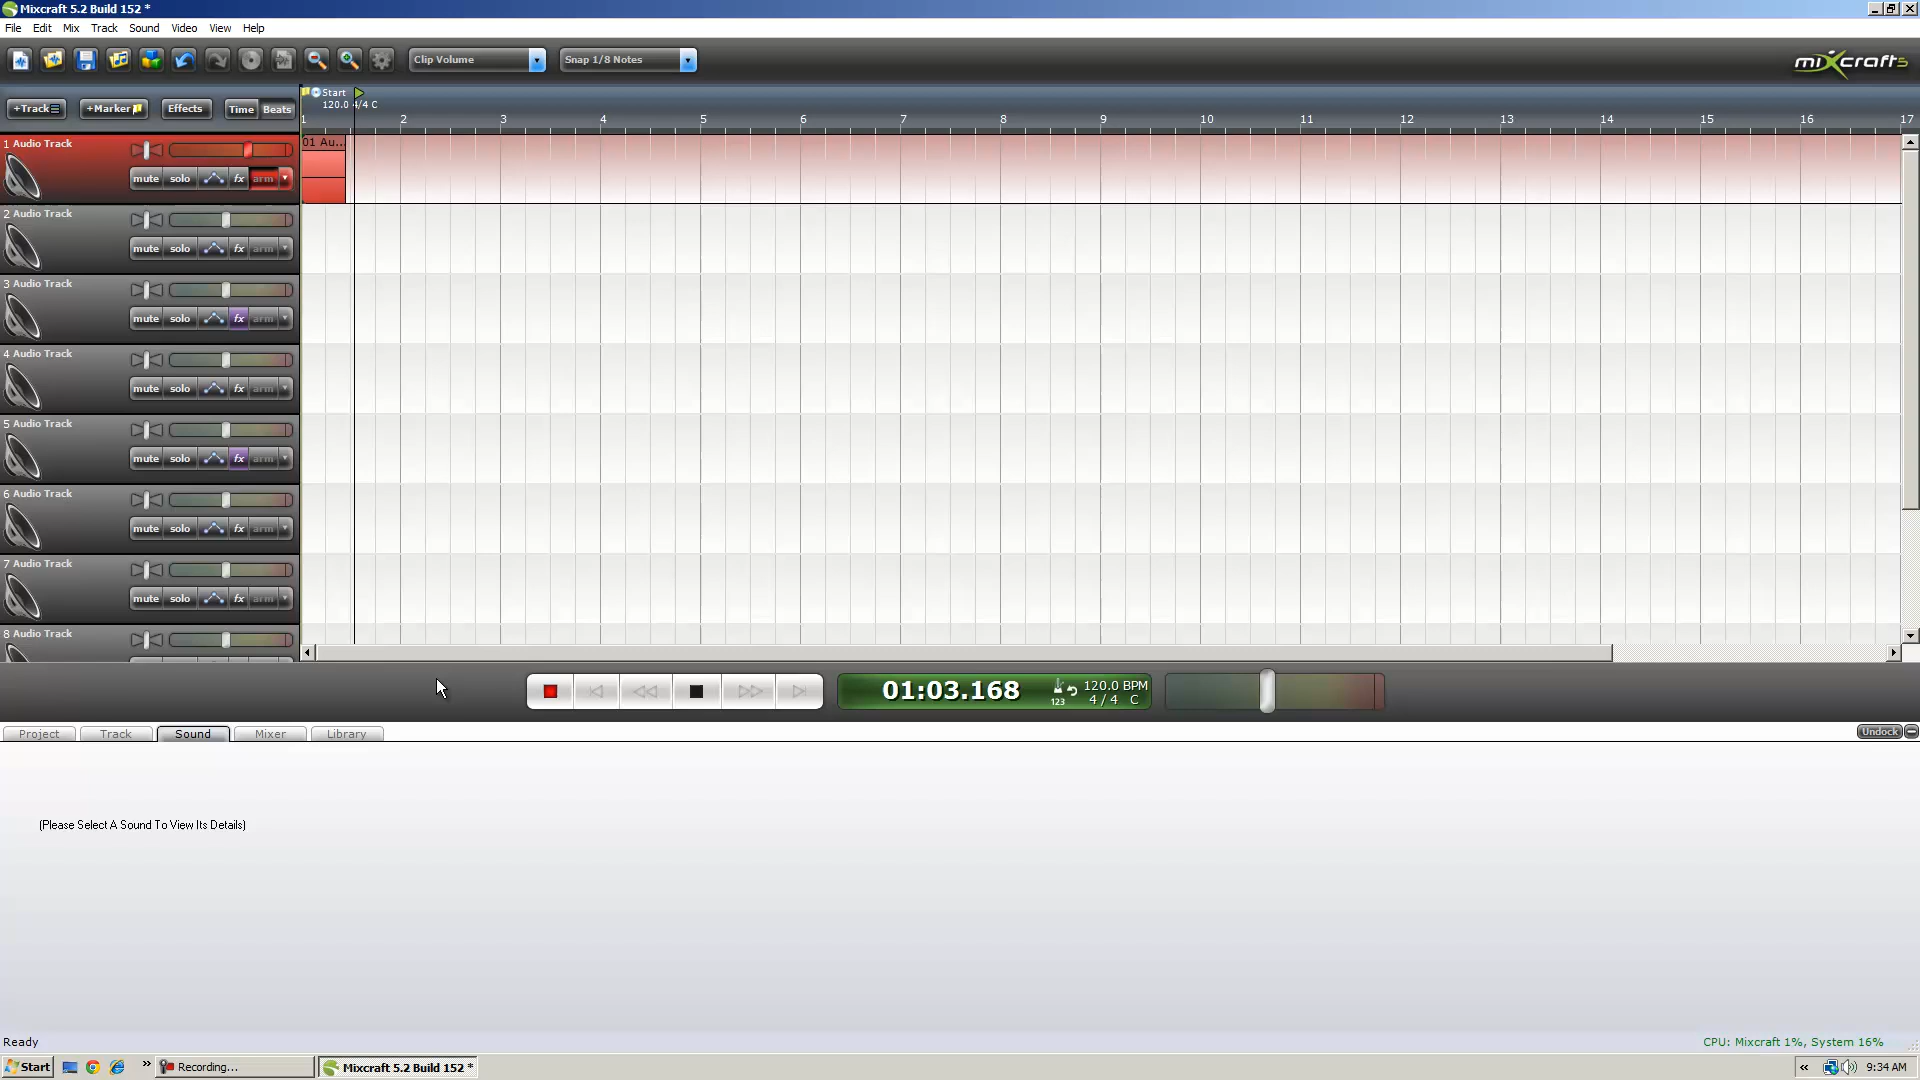 Mixcraft 5.2 Build 152 *
File Edit Mix Track Sound Video View Help
Clip Volume Snap 1/8 Notes
mixcraft5
+Track +Marker Effects Time Beats
Start
120.0 4/4 C
1 2 3 4 5 6 7 8 9 10 11 12 13 14 15 16 17
1 Audio Track
01 Au...
mute solo fx arm
2 Audio Track
mute solo fx arm
3 Audio Track
mute solo fx arm
4 Audio Track
mute solo fx arm
5 Audio Track
mute solo fx arm
6 Audio Track
mute solo fx arm
7 Audio Track
mute solo fx arm
8 Audio Track
01:03.168 123 120.0 BPM
4 / 4 C
Project Track Sound Mixer Library Undock
(Please Select A Sound To View Its Details)
Ready
CPU: Mixcraft 1%, System 16%
Start » Recording... Mixcraft 5.2 Build 152 * « 9:34 AM